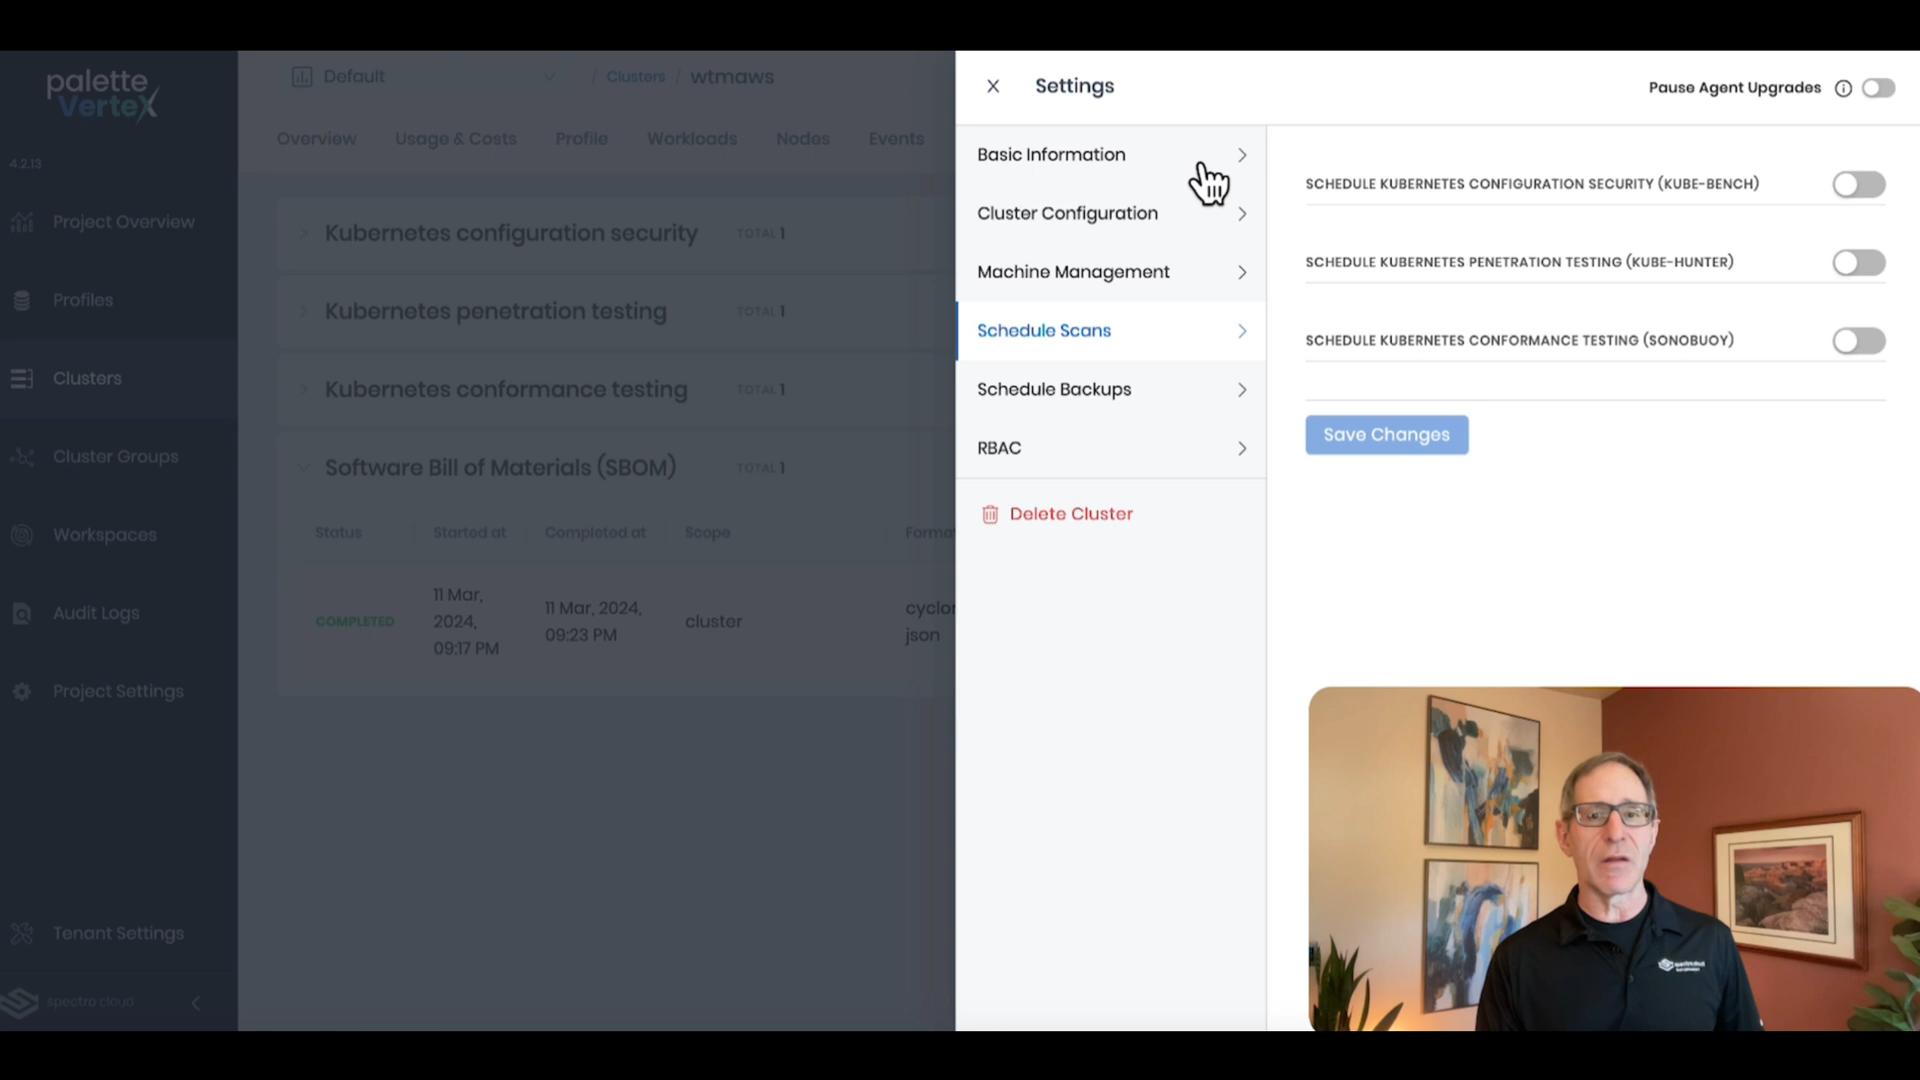 palette
VerteX
4.2.13
Project Overview
Profiles
Clusters
Cluster Groups
Workspaces
Audit Logs
Project Settings
Tenant Settings
spectro cloud
Default
/ Clusters / wtmaws
Overview
Usage & Costs
Profile
Workloads
Nodes
Events
Kubernetes configuration security TOTAL 1
Kubernetes penetration testing TOTAL 1
Kubernetes conformance testing TOTAL 1
Software Bill of Materials (SBOM) TOTAL 1
Status
Started at
Completed at
Scope
Forma
COMPLETED
11 Mar,
2024,
09:17 PM
11 Mar, 2024,
09:23 PM
cluster
cyclon
json
Settings
Pause Agent Upgrades
Basic Information
Cluster Configuration
Machine Management
Schedule Scans
Schedule Backups
RBAC
Delete Cluster
SCHEDULE KUBERNETES CONFIGURATION SECURITY (KUBE-BENCH)
SCHEDULE KUBERNETES PENETRATION TESTING (KUBE-HUNTER)
SCHEDULE KUBERNETES CONFORMANCE TESTING (SONOBUOY)
Save Changes